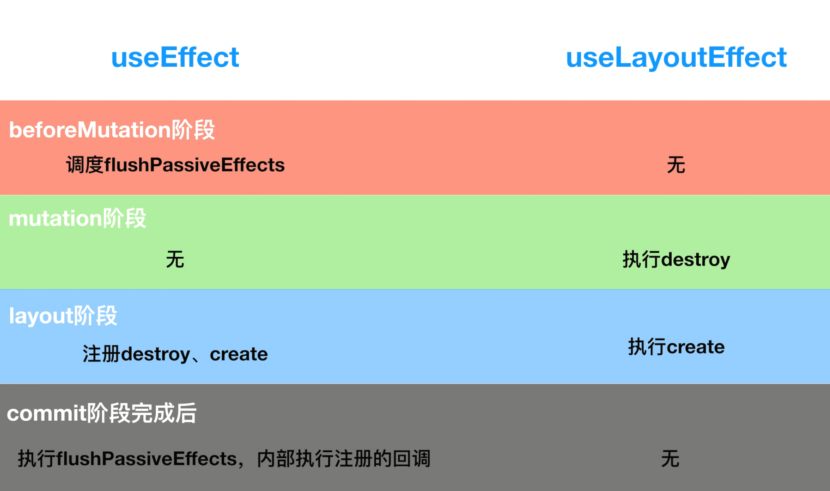 useEffect
useLayoutEffect
beforeMutation阶段
调度flushPassiveEffects
无
mutation阶段
无
执行destroy
layout阶段
注册destroy、create
执行create
commit阶段完成后
执行flushPassiveEffects，内部执行注册的回调
无